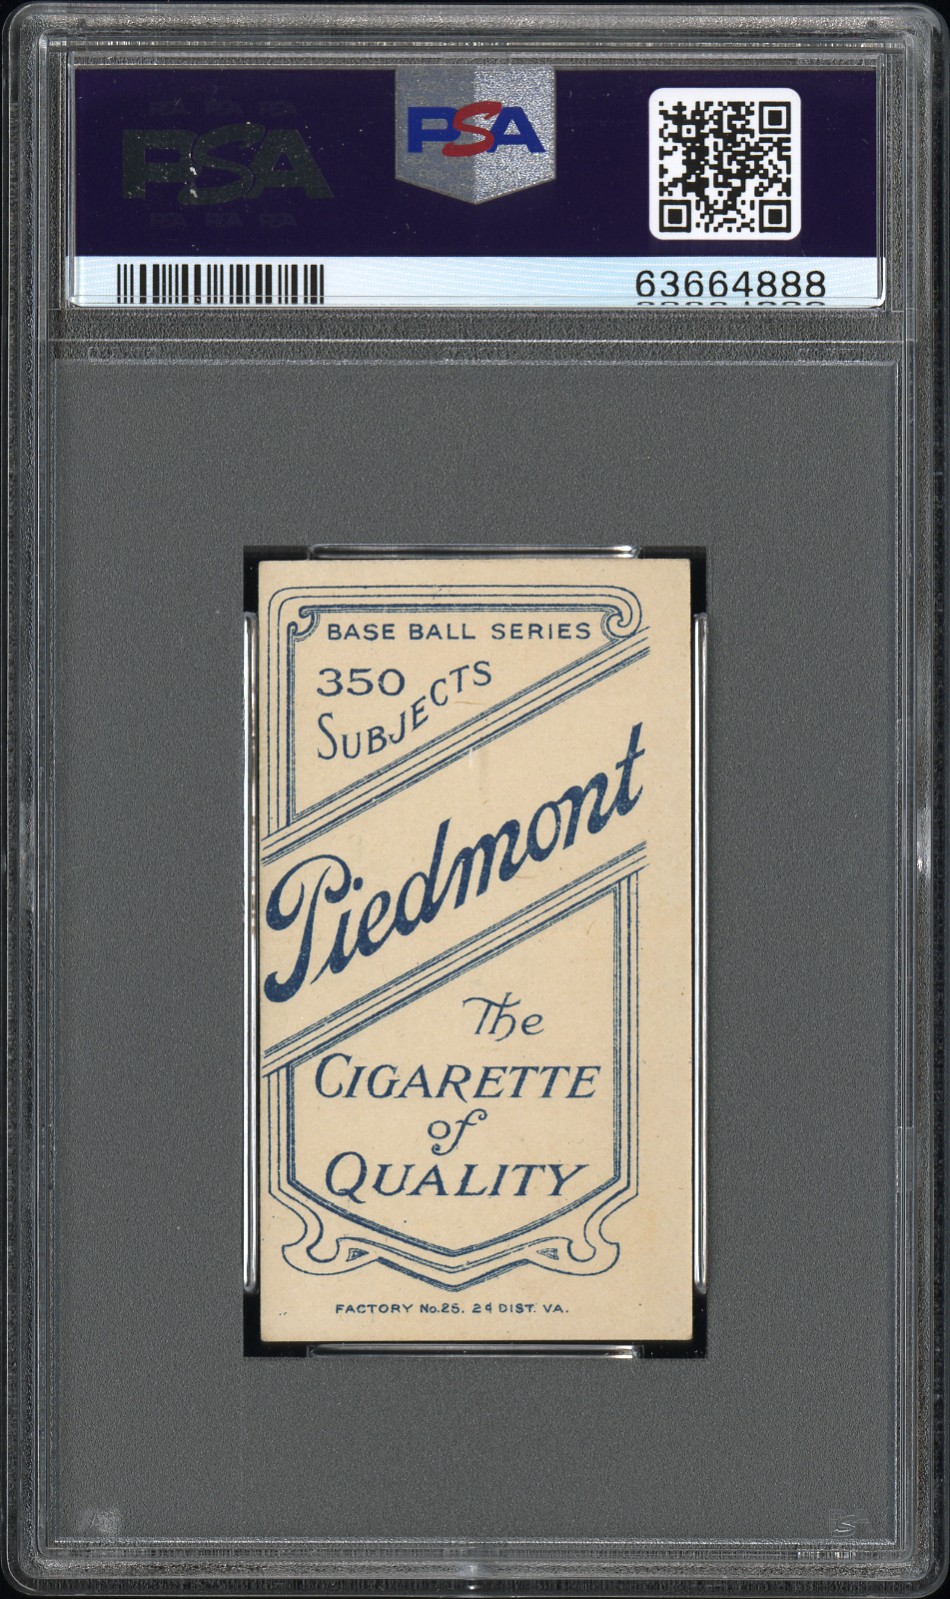 PSA
PSA
63664888
BASE BALL SERIES
350
SUBJECTS
Piedmont
The
CIGARETTE
of
QUALITY
FACTORY No.25. 2d DIST. VA.